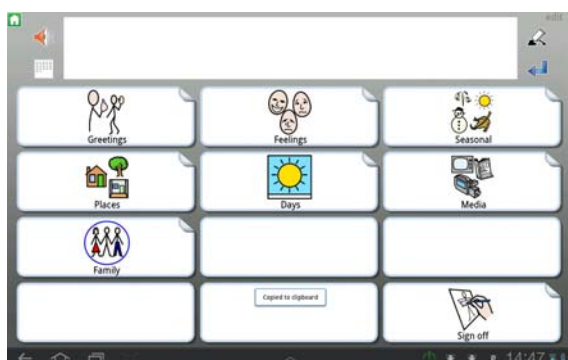 edit
Greetings
Feelings
Seasonal
Places
Days
Media
Family
Copied to clipboard
Sign off
14:47